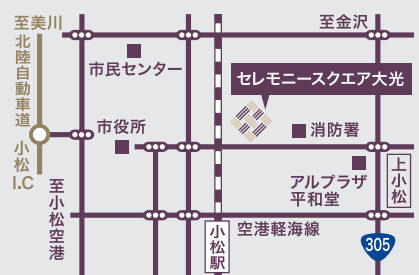 至美川
至金沢
北陸自動車道
市民センター
セレモニースクエア大光
市役所
消防署
小松
I.C
アルプラザ
平和堂
上小松
至小松空港
小松駅
空港軽海線
305